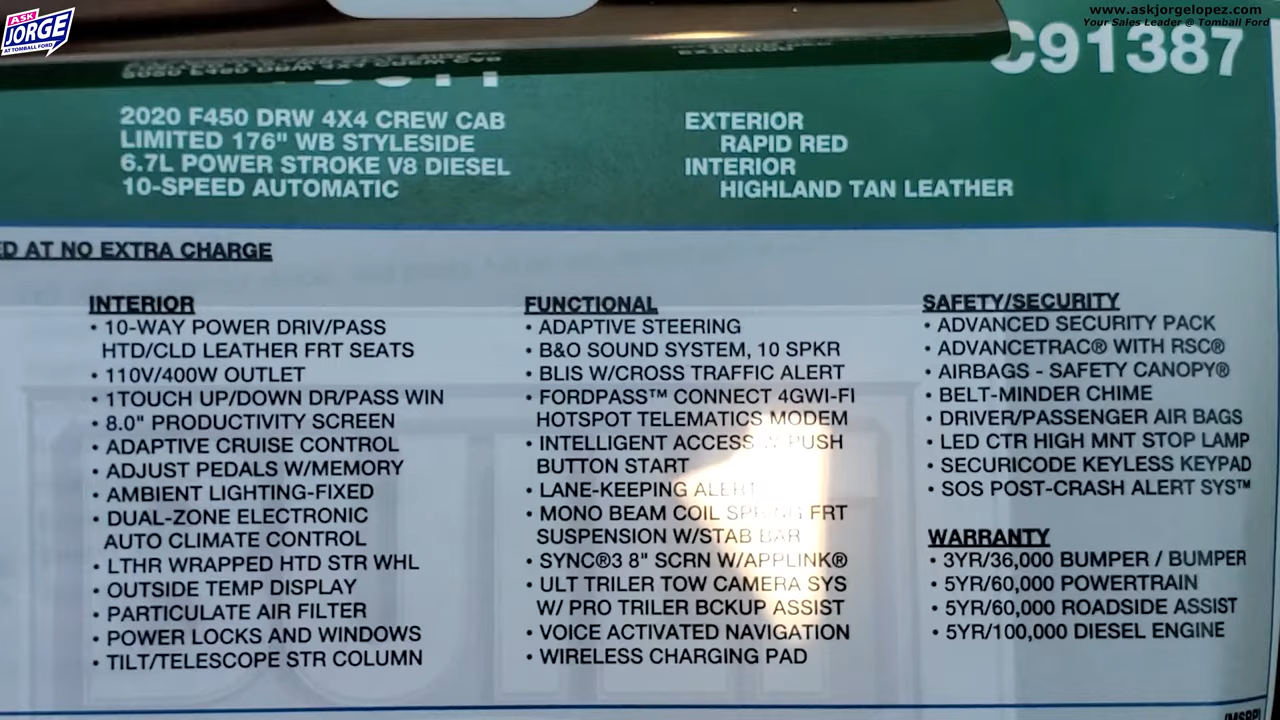 ASK
JORGE
AT TOMBALL FORD
www.askjorgelopez.com
Your Sales Leader @ Tomball Ford
C91387
2020 F450 DRW 4X4 CREW CAB
LIMITED 176" WB STYLESIDE
6.7L POWER STROKE V8 DIESEL
10-SPEED AUTOMATIC
EXTERIOR
RAPID RED
INTERIOR
HIGHLAND TAN LEATHER
AT NO EXTRA CHARGE
INTERIOR
• 10-WAY POWER DRIV/PASS
HTD/CLD LEATHER FRT SEATS
• 110V/400W OUTLET
• 1TOUCH UP/DOWN DR/PASS WIN
• 8.0" PRODUCTIVITY SCREEN
• ADAPTIVE CRUISE CONTROL
• ADJUST PEDALS W/MEMORY
• AMBIENT LIGHTING-FIXED
• DUAL-ZONE ELECTRONIC
AUTO CLIMATE CONTROL
• LTHR WRAPPED HTD STR WHL
• OUTSIDE TEMP DISPLAY
• PARTICULATE AIR FILTER
• POWER LOCKS AND WINDOWS
• TILT/TELESCOPE STR COLUMN
FUNCTIONAL
• ADAPTIVE STEERING
• B&O SOUND SYSTEM, 10 SPKR
• BLIS W/CROSS TRAFFIC ALERT
• FORDPASS™ CONNECT 4GWI-FI
HOTSPOT TELEMATICS MODEM
• INTELLIGENT ACCESS W/ PUSH
BUTTON START
• LANE-KEEPING ALERT
• MONO BEAM COIL SPRING FRT
SUSPENSION W/STAB BAR
• SYNC®3 8" SCRN W/APPLINK®
• ULT TRILER TOW CAMERA SYS
W/ PRO TRILER BCKUP ASSIST
• VOICE ACTIVATED NAVIGATION
• WIRELESS CHARGING PAD
SAFETY/SECURITY
• ADVANCED SECURITY PACK
• ADVANCETRAC® WITH RSC®
• AIRBAGS - SAFETY CANOPY®
• BELT-MINDER CHIME
• DRIVER/PASSENGER AIR BAGS
• LED CTR HIGH MNT STOP LAMP
• SECURICODE KEYLESS KEYPAD
• SOS POST-CRASH ALERT SYS™
WARRANTY
• 3YR/36,000 BUMPER / BUMPER
• 5YR/60,000 POWERTRAIN
• 5YR/60,000 ROADSIDE ASSIST
• 5YR/100,000 DIESEL ENGINE